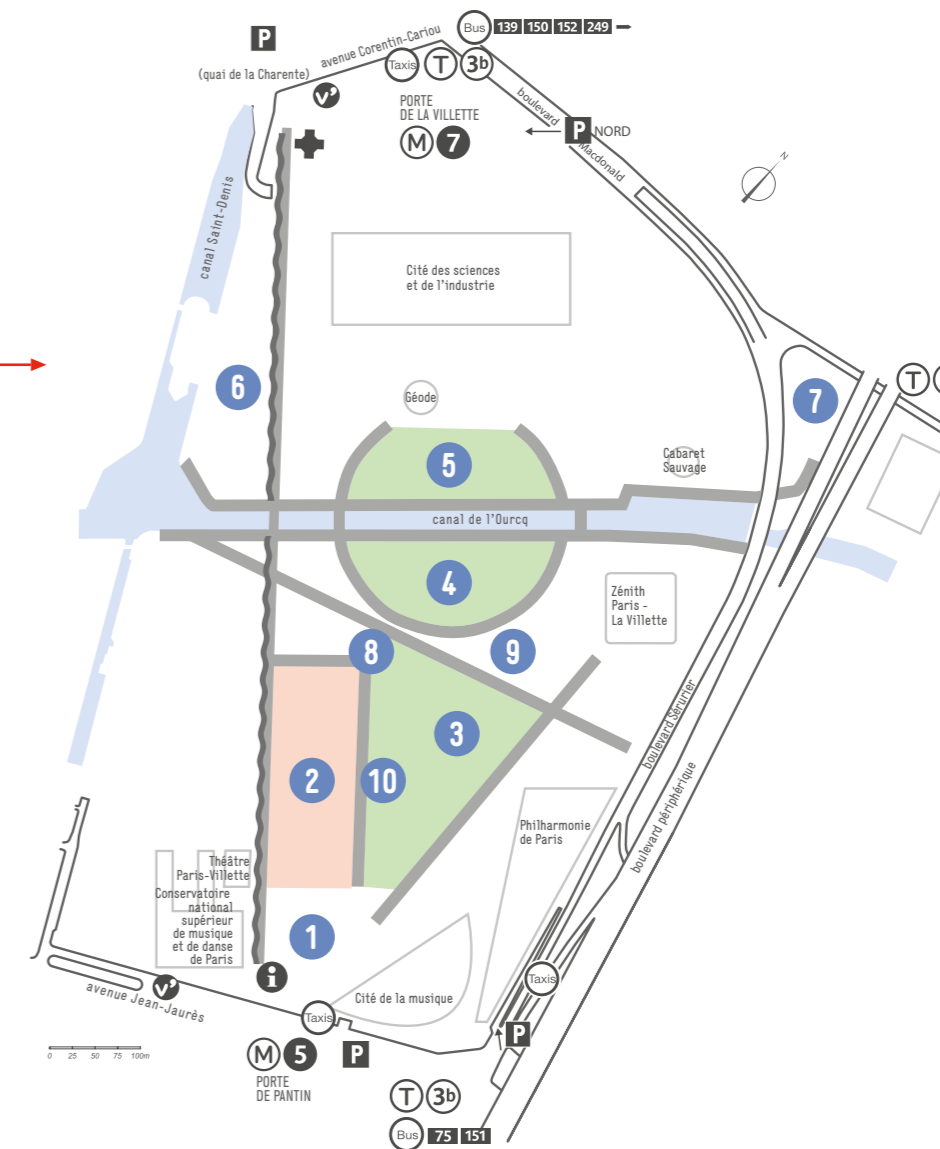 Bus 139 150 152 249
P
avenue Corentin-Cariou
(quai de la Charente)
Taxis T 3b
V'
PORTE
DE LA VILLETTE
M 7
boulevard
Macdonald
P NORD
N
canal Saint-Denis
Cité des sciences
et de l'industrie
6
Géode
7
T
5
Cabaret
Sauvage
canal de l'Ourcq
4
Zénith
Paris -
La Villette
8
9
3
2
10
boulevard Sérurier
boulevard périphérique
Philharmonie
de Paris
Théâtre
Paris-Villette
Conservatoire
national
supérieur
de musique
et de danse
de Paris
1
i
V'
avenue Jean-Jaurès
Cité de la musique
Taxis
Taxis
P
0 25 50 75 100m
M 5
P
PORTE
DE PANTIN
T 3b
Bus 75 151